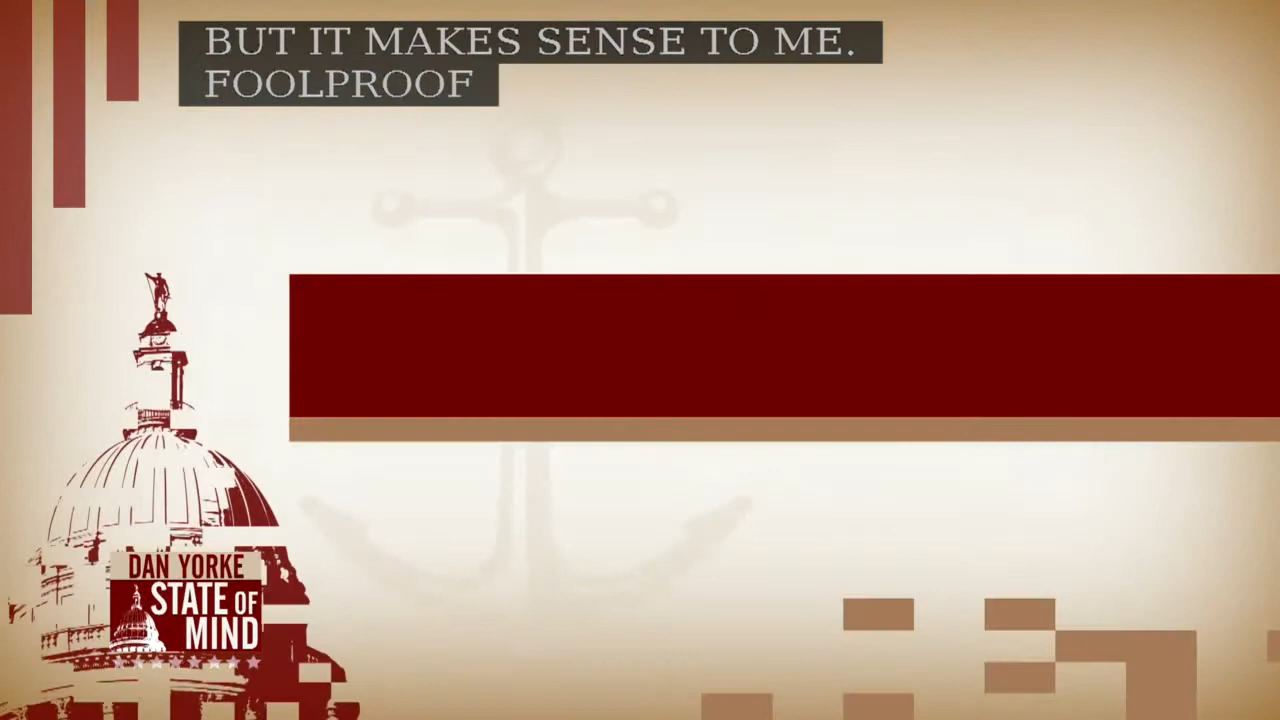 BUT IT MAKES SENSE TO ME.
FOOLPROOF
DAN YORKE
STATE OF
MIND